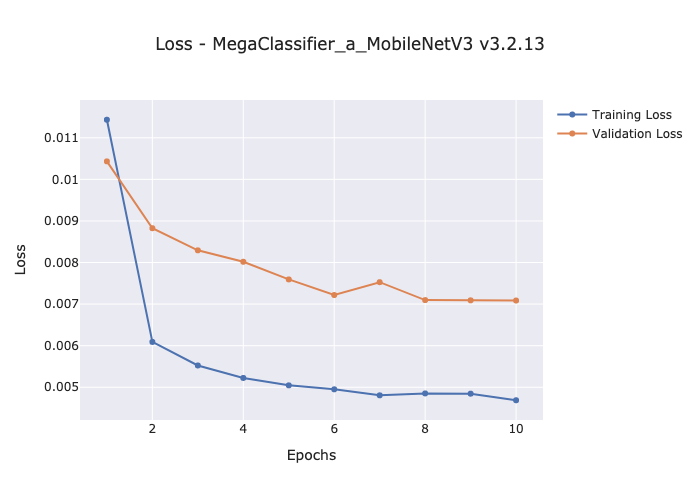 Loss - MegaClassifier_a_MobileNetV3 v3.2.13
Training Loss
Validation Loss
0.011
0.01
0.009
0.008
0.007
0.006
0.005
Loss
2 4 6 8 10
Epochs